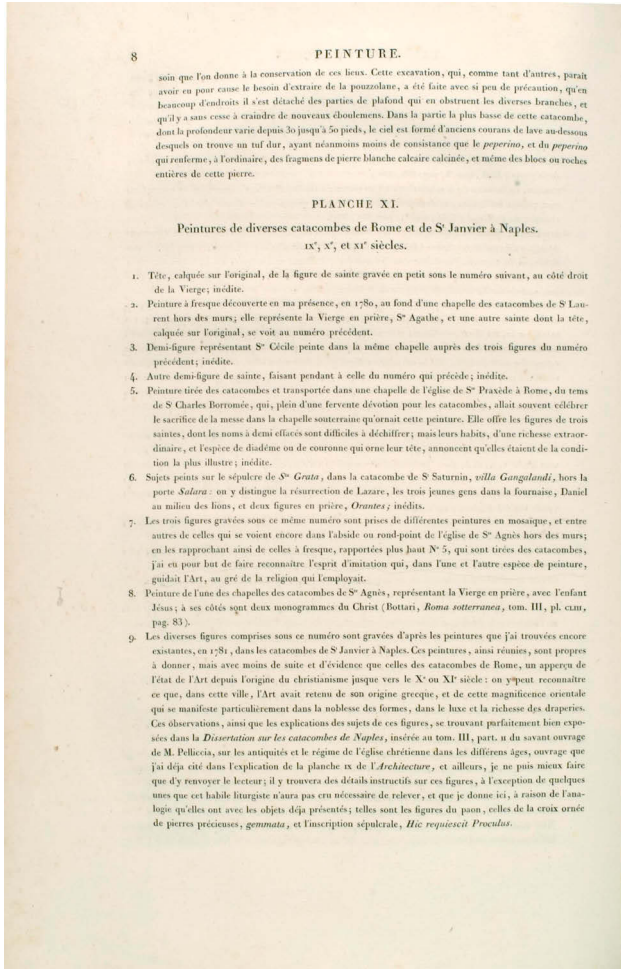 8
PEINTURE.
soin que l'on donne à la conservation de ces lieux. Cette excavation, qui, comme tant d'autres, paraît
avoir eu pour cause le besoin d'extraire de la pouzzolane, a été faite avec si peu de précaution, qu'en
beaucoup d'endroits il s'est détaché des parties de plafond qui en obstruent les diverses branches, et
qu'il y a sans cesse à craindre de nouveaux éboulemens. Dans la partie la plus basse de cette catacombe,
dont la profondeur varie depuis 30 jusqu'à 50 pieds, le ciel est formé d'anciens courans de lave au-dessous
desquels on trouve un tuf dur, ayant néanmoins moins de consistance que le peperino, et du peperino
qui renferme, à l'ordinaire, des fragmens de pierre blanche calcaire calcinée, et même des blocs ou roches
entières de cette pierre.
PLANCHE XI.
Peintures de diverses catacombes de Rome et de St Janvier à Naples.
IXe, Xe, et XIe siècles.
1. Tête, calquée sur l'original, de la figure de sainte gravée en petit sous le numéro suivant, au côté droit
de la Vierge; inédite.
2. Peinture à fresque découverte en ma présence, en 1780, au fond d'une chapelle des catacombes de St Lau-
rent hors des murs; elle représente la Vierge en prière, Ste Agathe, et une autre sainte dont la tête,
calquée sur l'original, se voit au numéro précédent.
3. Demi-figure représentant Ste Cécile peinte dans la même chapelle auprès des trois figures du numéro
précédent; inédite.
4. Autre demi-figure de sainte, faisant pendant à celle du numéro qui précède; inédite.
5. Peinture tirée des catacombes et transportée dans une chapelle de l'église de Ste Praxède à Rome, du tems
de St Charles Borromée, qui, plein d'une fervente dévotion pour les catacombes, allait souvent célébrer
le sacrifice de la messe dans la chapelle souterraine qu'ornait cette peinture. Elle offre les figures de trois
saintes, dont les noms à demi effacés sont difficiles à déchiffrer; mais leurs habits, d'une richesse extraor-
dinaire, et l'espèce de diadème ou de couronne qui orne leur tête, annoncent qu'elles étaient de la condi-
tion la plus illustre; inédite.
6. Sujets peints sur le sépulcre de Ste Grata, dans la catacombe de St Saturnin, villa Gangalandi, hors la
porte Salara: on y distingue la résurrection de Lazare, les trois jeunes gens dans la fournaise, Daniel
au milieu des lions, et deux figures en prière, Orantes; inédits.
7. Les trois figures gravées sous ce même numéro sont prises de différentes peintures en mosaïque, et entre
autres de celles qui se voient encore dans l'abside ou rond-point de l'église de Ste Agnès hors des murs;
en les rapprochant ainsi de celles à fresque, rapportées plus haut No 5, qui sont tirées des catacombes,
j'ai eu pour but de faire reconnaître l'esprit d'imitation qui, dans l'une et l'autre espèce de peinture,
guidait l'Art, au gré de la religion qui l'employait.
8. Peinture de l'une des chapelles des catacombes de Ste Agnès, représentant la Vierge en prière, avec l'enfant
Jésus; à ses côtés sont deux monogrammes du Christ (Bottari, Roma sotterranea, tom. III, pl. CLIII,
pag. 83).
9. Les diverses figures comprises sous ce numéro sont gravées d'après les peintures que j'ai trouvées encore
existantes, en 1781, dans les catacombes de St Janvier à Naples. Ces peintures, ainsi réunies, sont propres
à donner, mais avec moins de suite et d'évidence que celles des catacombes de Rome, un apperçu de
l'état de l'Art depuis l'origine du christianisme jusque vers le Xe ou XIe siècle: on y peut reconnaître
ce que, dans cette ville, l'Art avait retenu de son origine grecque, et de cette magnificence orientale
qui se manifeste particulièrement dans la noblesse des formes, dans le luxe et la richesse des draperies.
Ces observations, ainsi que les explications des sujets de ces figures, se trouvant parfaitement bien expo-
sées dans la Dissertation sur les catacombes de Naples, insérée au tom. III, part. II du savant ouvrage
de M. Pelliccia, sur les antiquités et le régime de l'église chrétienne dans les différens âges, ouvrage que
j'ai déja cité dans l'explication de la planche IX de l'Architecture, et ailleurs, je ne puis mieux faire
que d'y renvoyer le lecteur; il y trouvera des détails instructifs sur ces figures, à l'exception de quelques
unes que cet habile liturgiste n'aura pas cru nécessaire de relever, et que je donne ici, à raison de l'ana-
logie qu'elles ont avec les objets déja présentés; telles sont les figures du paon, celles de la croix ornée
de pierres précieuses, gemmata, et l'inscription sépulcrale, Hic requiescit Proculus.